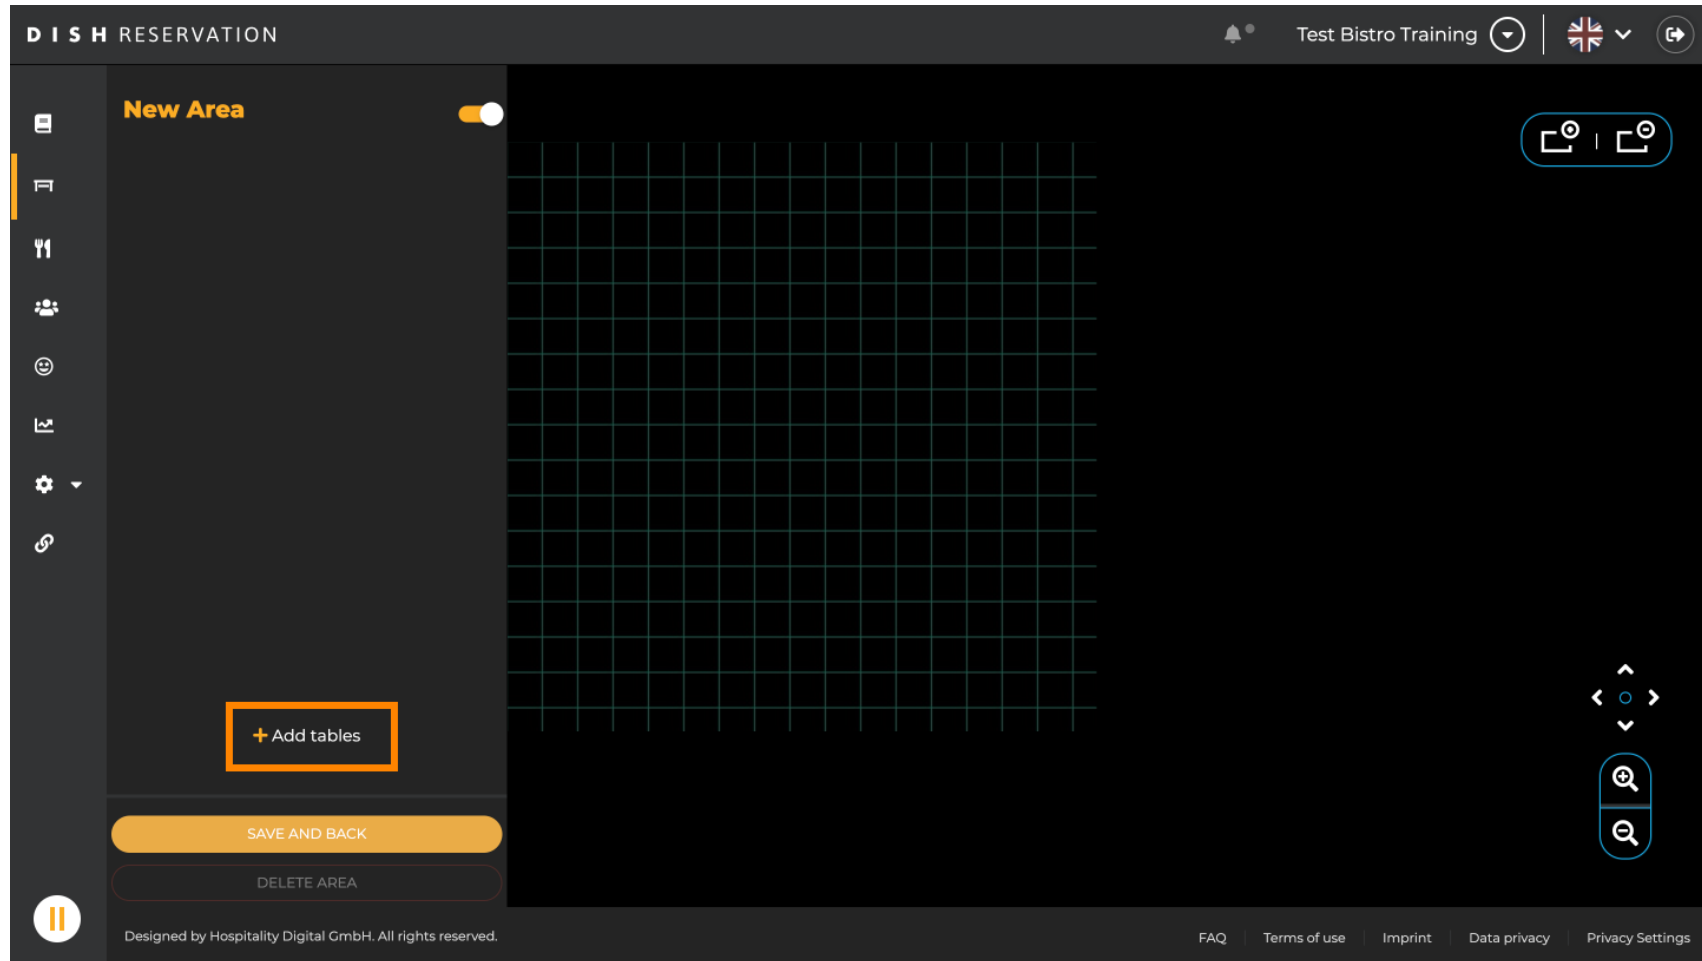 DISH RESERVATION
Test Bistro Training
New Area
+ Add tables
SAVE AND BACK
DELETE AREA
Designed by Hospitality Digital GmbH. All rights reserved.
FAQ | Terms of use | Imprint | Data privacy | Privacy Settings